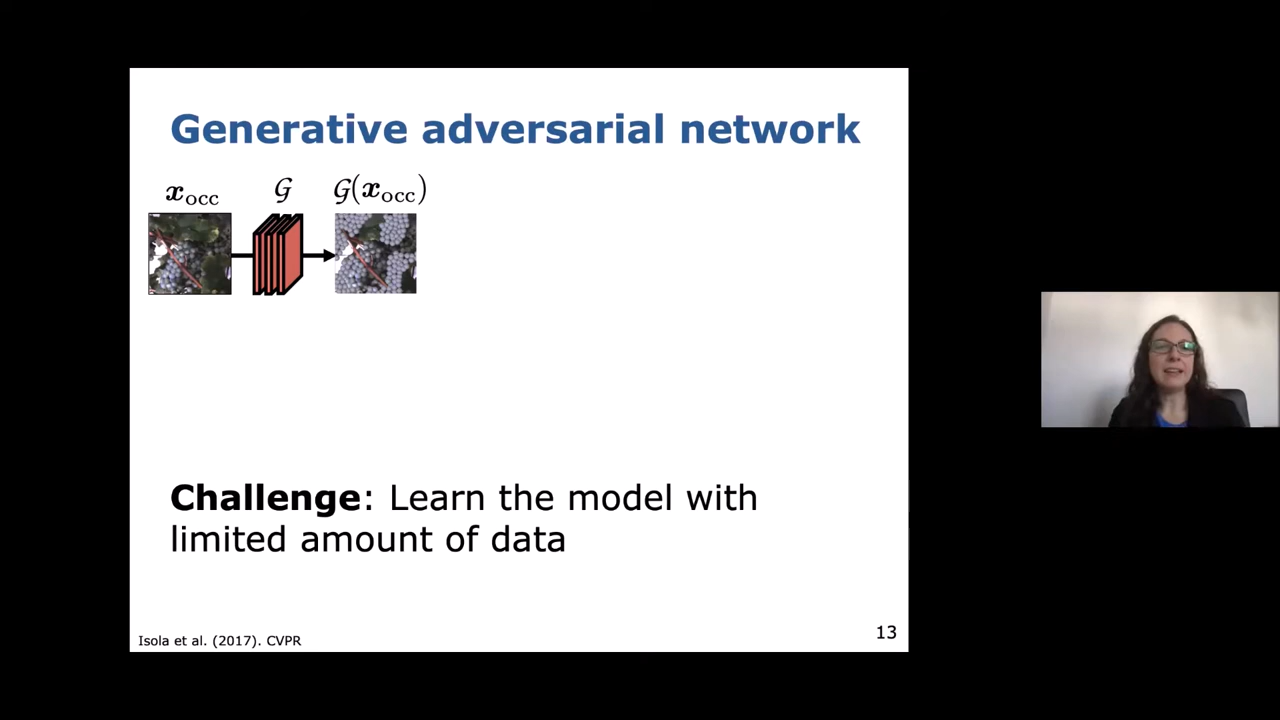 Generative adversarial network
x_occ G G(x_occ)
Challenge: Learn the model with
limited amount of data
Isola et al. (2017). CVPR
13